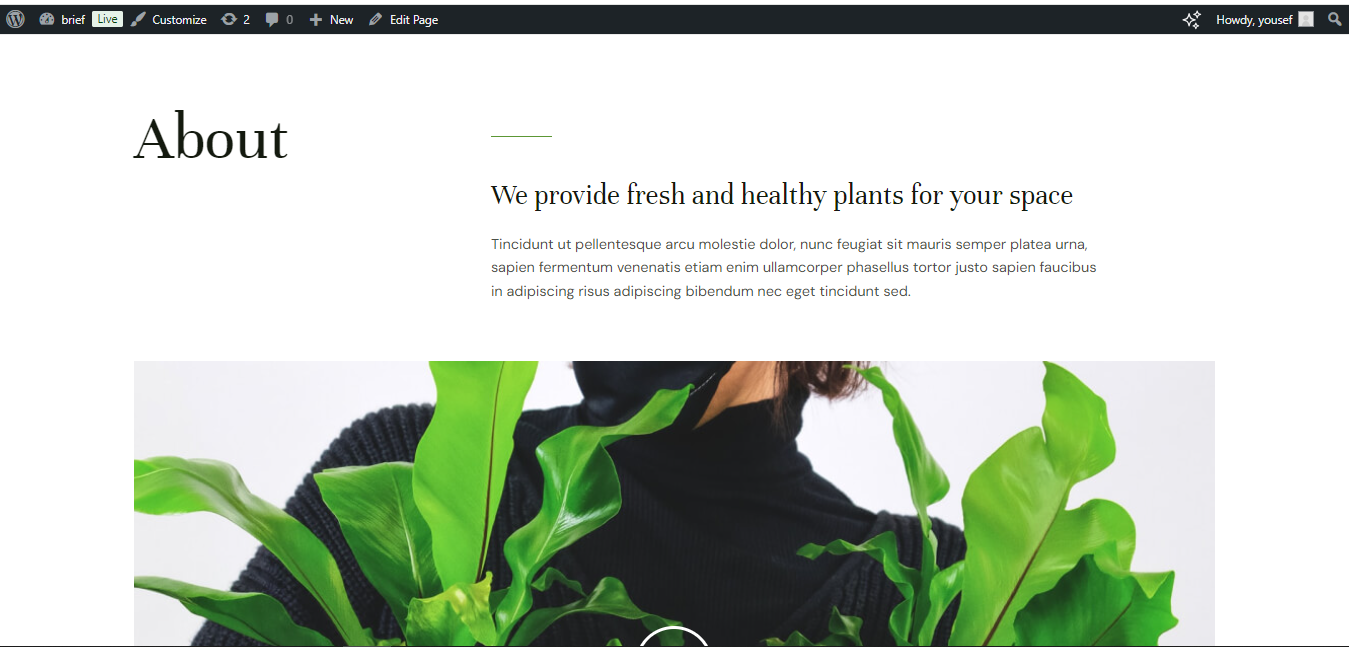 brief Live Customize 2 0 New Edit Page Howdy, yousef
About
We provide fresh and healthy plants for your space
Tincidunt ut pellentesque arcu molestie dolor, nunc feugiat sit mauris semper platea urna,
sapien fermentum venenatis etiam enim ullamcorper phasellus tortor justo sapien faucibus
in adipiscing risus adipiscing bibendum nec eget tincidunt sed.